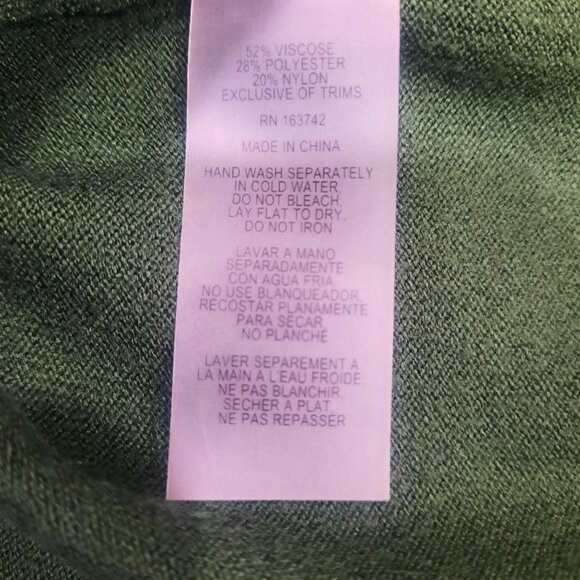 52% VISCOSE
28% POLYESTER
20% NYLON
EXCLUSIVE OF TRIMS
RN 163742
MADE IN CHINA
HAND WASH SEPARATELY
IN COLD WATER.
DO NOT BLEACH,
LAY FLAT TO DRY.
DO NOT IRON
LAVAR A MANO
SEPARADAMENTE
CON AGUA FRIA
NO USE BLANQUEADOR.
RECOSTAR PLANAMENTE
PARA SECAR
NO PLANCHE
LAVER SEPAREMENT A
LA MAIN A L'EAU FROIDE.
NE PAS BLANCHIR.
SECHER A PLAT.
NE PAS REPASSER